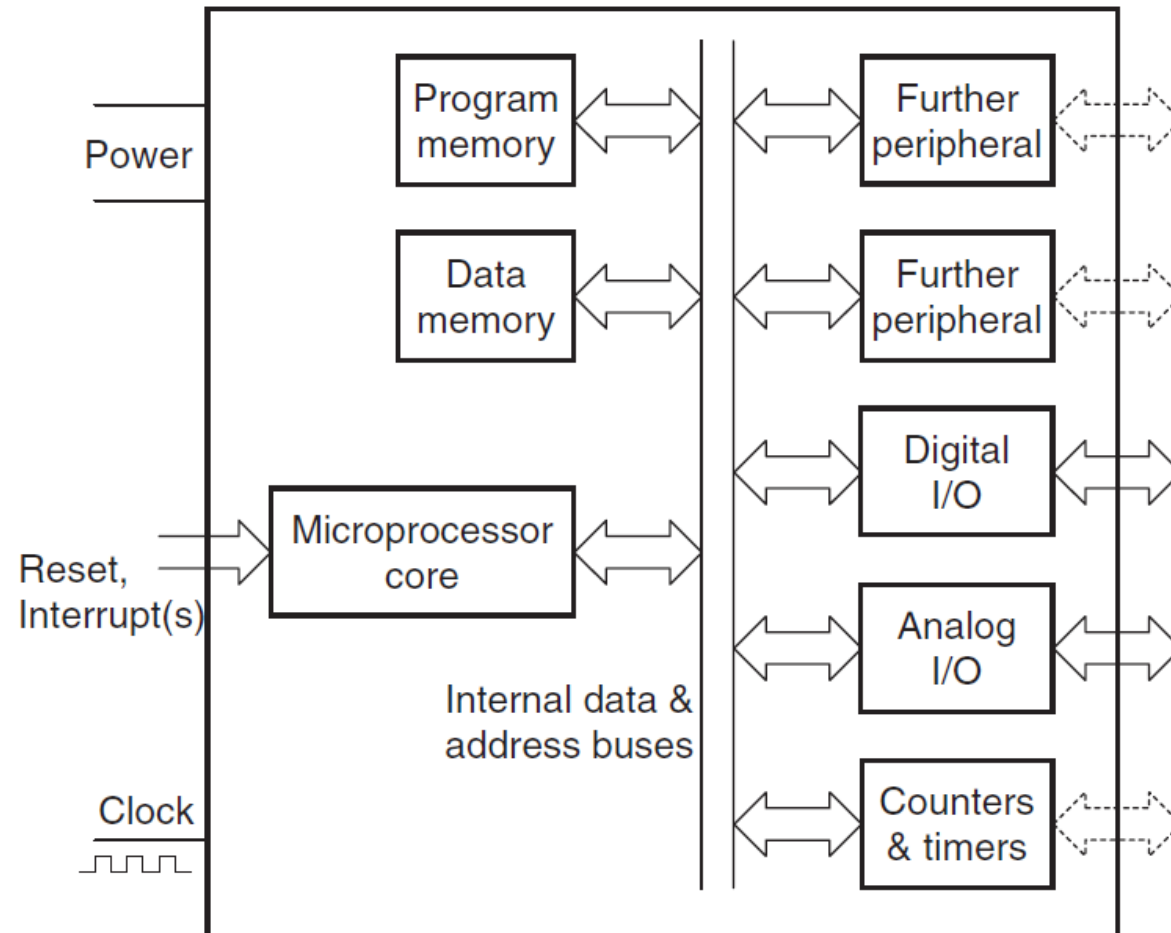 Power
Reset,
Interrupt(s)
Clock
Program
memory
Data
memory
Microprocessor
core
Internal data &
address buses
Further
peripheral
Further
peripheral
Digital
I/O
Analog
I/O
Counters
& timers